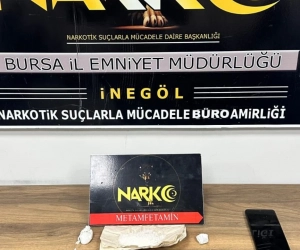 NARKO
NARKOTİK SUÇLARLA MÜCADELE DAİRE BAŞKANLIĞI
BURSA İL EMNİYET MÜDÜRLÜĞÜ
İNEGÖL
NARKOTİK SUÇLARLA MÜCADELE BÜRO AMİRLİĞİ
NARKO
METAMFETAMİN